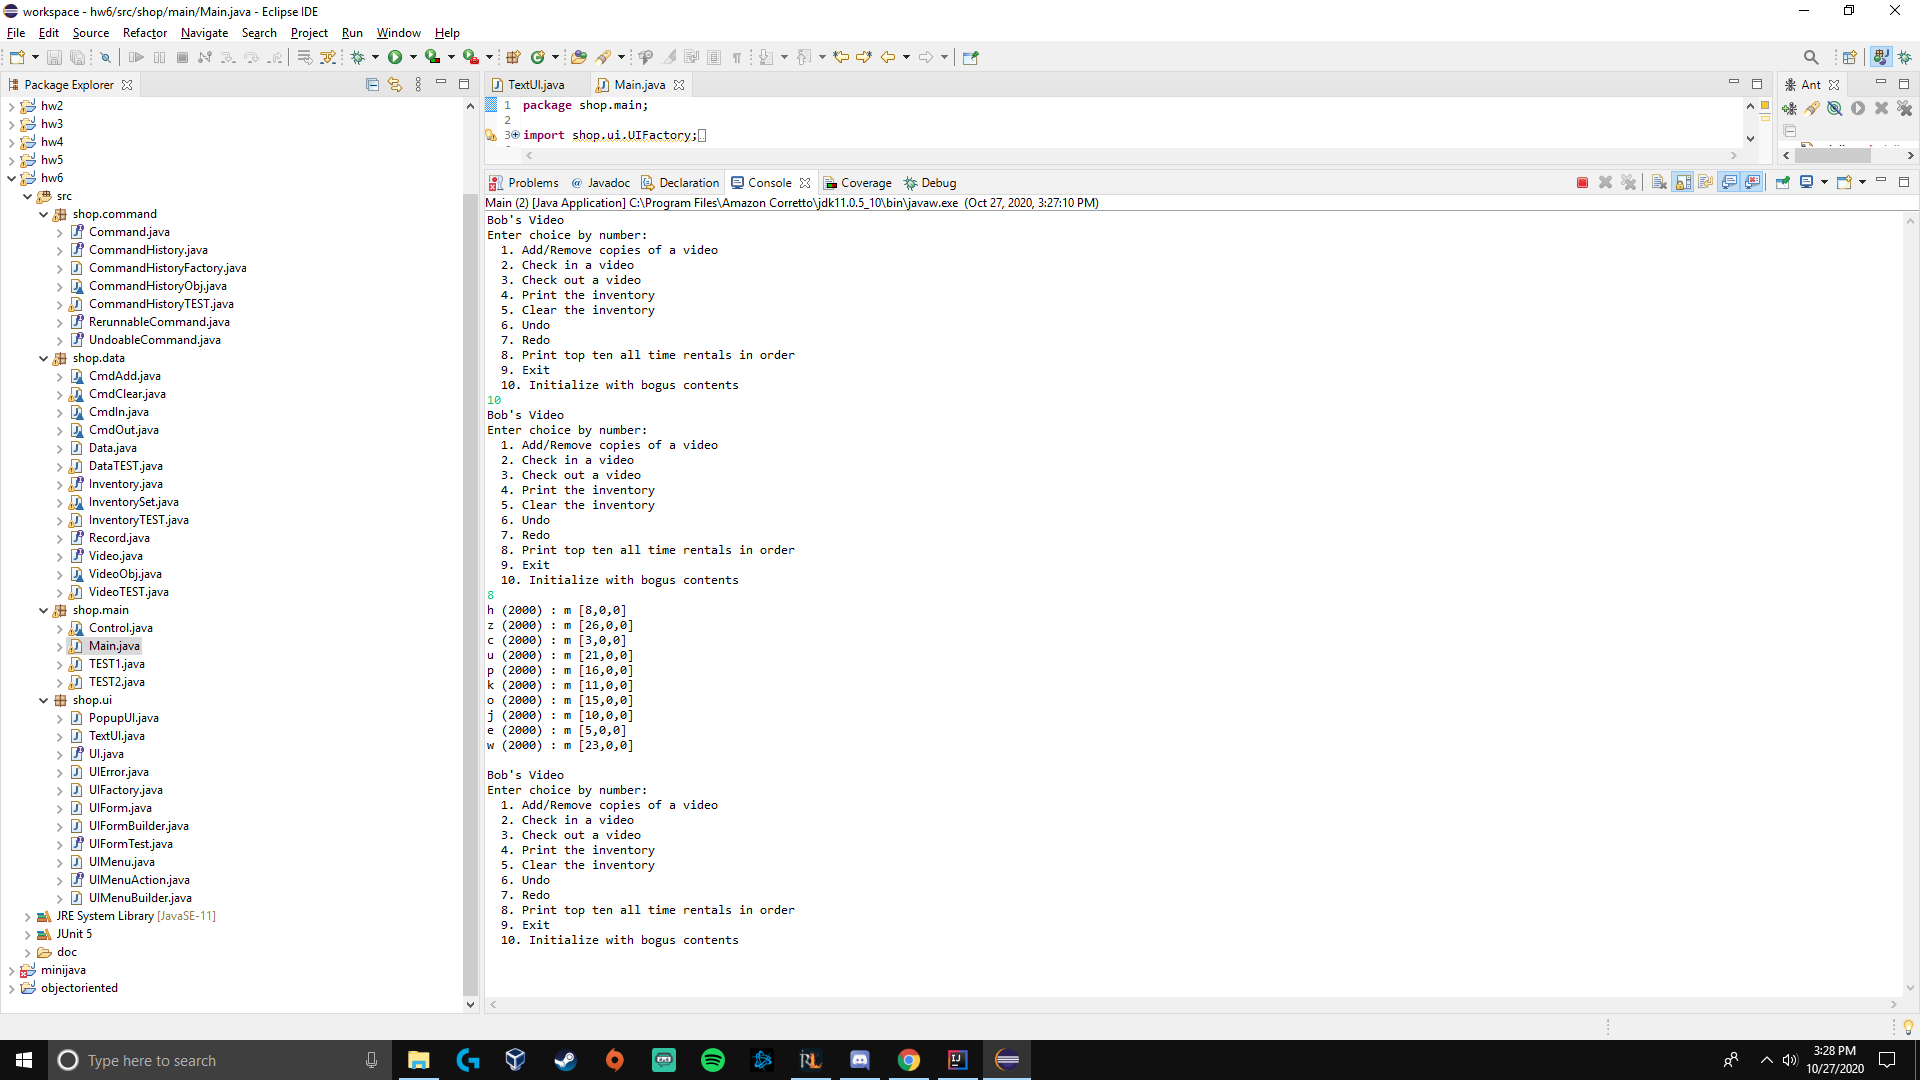 workspace - hw6/src/shop/main/Main.java - Eclipse IDE
File Edit Source Refactor Navigate Search Project Run Window Help
Package Explorer
hw2
hw3
hw4
hw5
hw6
src
shop.command
Command.java
CommandHistory.java
CommandHistoryFactory.java
CommandHistoryObj.java
CommandHistoryTEST.java
RerunnableCommand.java
UndoableCommand.java
shop.data
CmdAdd.java
CmdClear.java
CmdIn.java
CmdOut.java
Data.java
DataTEST.java
Inventory.java
InventorySet.java
InventoryTEST.java
Record.java
Video.java
VideoObj.java
VideoTEST.java
shop.main
Control.java
Main.java
TEST1.java
TEST2.java
shop.ui
PopupUI.java
TextUI.java
UI.java
UIError.java
UIFactory.java
UIForm.java
UIFormBuilder.java
UIFormTest.java
UIMenu.java
UIMenuAction.java
UIMenuBuilder.java
JRE System Library [JavaSE-11]
JUnit 5
doc
minijava
objectoriented
TextUI.java Main.java
1 package shop.main;
2
3 import shop.ui.UIFactory;
Ant
Problems Javadoc Declaration Console Coverage Debug
Main (2) [Java Application] C:\Program Files\Amazon Corretto\jdk11.0.5_10\bin\javaw.exe (Oct 27, 2020, 3:27:10 PM)
Bob's Video
Enter choice by number:
1. Add/Remove copies of a video
2. Check in a video
3. Check out a video
4. Print the inventory
5. Clear the inventory
6. Undo
7. Redo
8. Print top ten all time rentals in order
9. Exit
10. Initialize with bogus contents
10
Bob's Video
Enter choice by number:
1. Add/Remove copies of a video
2. Check in a video
3. Check out a video
4. Print the inventory
5. Clear the inventory
6. Undo
7. Redo
8. Print top ten all time rentals in order
9. Exit
10. Initialize with bogus contents
8
h (2000) : m [8,0,0]
z (2000) : m [26,0,0]
c (2000) : m [3,0,0]
u (2000) : m [21,0,0]
p (2000) : m [16,0,0]
k (2000) : m [11,0,0]
o (2000) : m [15,0,0]
j (2000) : m [10,0,0]
e (2000) : m [5,0,0]
w (2000) : m [23,0,0]
Bob's Video
Enter choice by number:
1. Add/Remove copies of a video
2. Check in a video
3. Check out a video
4. Print the inventory
5. Clear the inventory
6. Undo
7. Redo
8. Print top ten all time rentals in order
9. Exit
10. Initialize with bogus contents
Type here to search
3:28 PM
10/27/2020